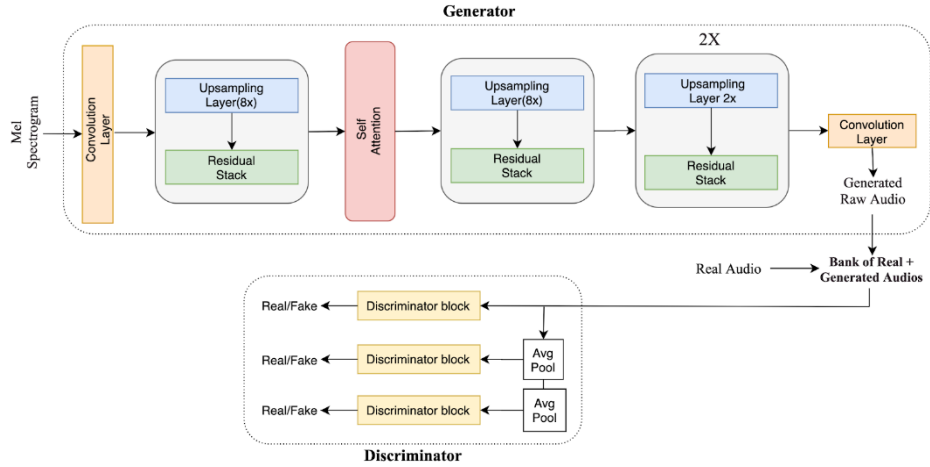 Generator
2X
Mel
Spectrogram
Convolution
Layer
Upsampling
Layer(8x)
Residual
Stack
Self
Attention
Upsampling
Layer(8x)
Residual
Stack
Upsampling
Layer 2x
Residual
Stack
Convolution
Layer
Generated
Raw Audio
Real Audio
Bank of Real +
Generated Audios
Real/Fake
Discriminator block
Real/Fake
Discriminator block
Avg
Pool
Real/Fake
Discriminator block
Avg
Pool
Discriminator